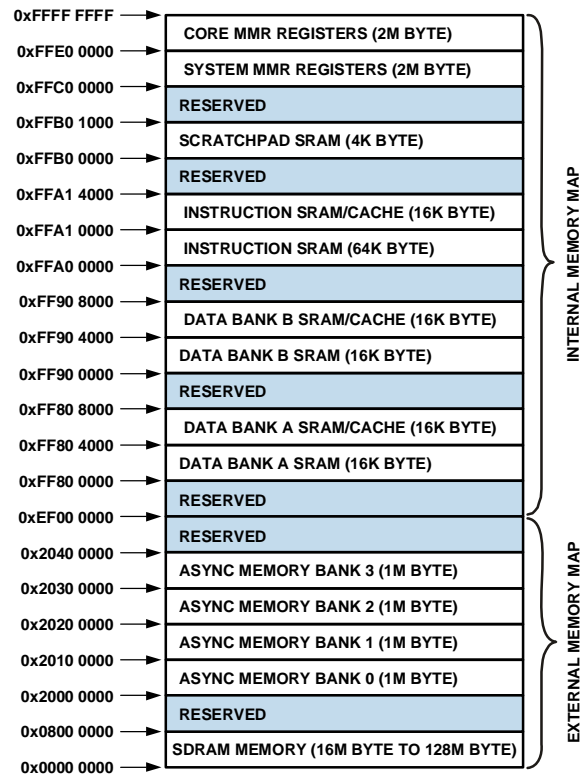 0xFFFF FFFF
CORE MMR REGISTERS (2M BYTE)
0xFFE0 0000
SYSTEM MMR REGISTERS (2M BYTE)
0xFFC0 0000
RESERVED
0xFFB0 1000
SCRATCHPAD SRAM (4K BYTE)
0xFFB0 0000
RESERVED
0xFFA1 4000
INSTRUCTION SRAM/CACHE (16K BYTE)
0xFFA1 0000
INSTRUCTION SRAM (64K BYTE)
0xFFA0 0000
RESERVED
0xFF90 8000
DATA BANK B SRAM/CACHE (16K BYTE)
0xFF90 4000
DATA BANK B SRAM (16K BYTE)
0xFF90 0000
RESERVED
0xFF80 8000
DATA BANK A SRAM/CACHE (16K BYTE)
0xFF80 4000
DATA BANK A SRAM (16K BYTE)
0xFF80 0000
RESERVED
0xEF00 0000
RESERVED
0x2040 0000
ASYNC MEMORY BANK 3 (1M BYTE)
0x2030 0000
ASYNC MEMORY BANK 2 (1M BYTE)
0x2020 0000
ASYNC MEMORY BANK 1 (1M BYTE)
0x2010 0000
ASYNC MEMORY BANK 0 (1M BYTE)
0x2000 0000
RESERVED
0x0800 0000
SDRAM MEMORY (16M BYTE TO 128M BYTE)
0x0000 0000
INTERNAL MEMORY MAP
EXTERNAL MEMORY MAP